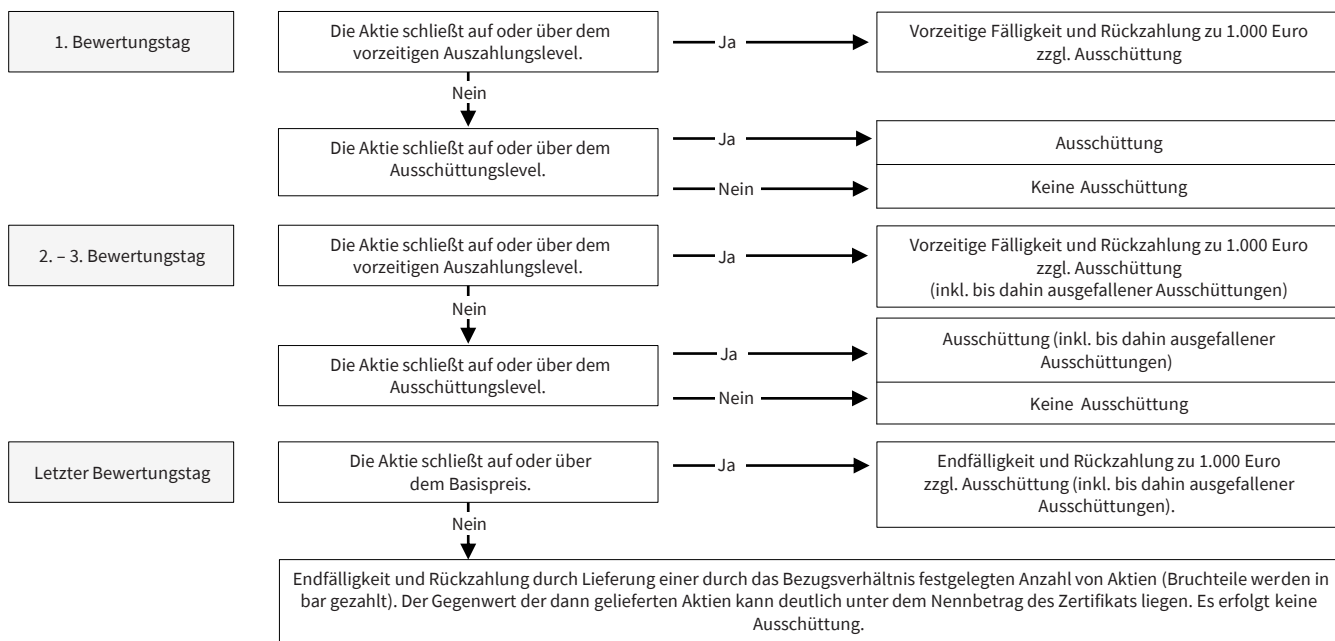 1. Bewertungstag
Die Aktie schließt auf oder über dem
vorzeitigen Auszahlungslevel.
Ja
Vorzeitige Fälligkeit und Rückzahlung zu 1.000 Euro
zzgl. Ausschüttung
Nein
Die Aktie schließt auf oder über dem
Ausschüttungslevel.
Ja
Ausschüttung
Nein
Keine Ausschüttung
2. – 3. Bewertungstag
Die Aktie schließt auf oder über dem
vorzeitigen Auszahlungslevel.
Ja
Vorzeitige Fälligkeit und Rückzahlung zu 1.000 Euro
zzgl. Ausschüttung
(inkl. bis dahin ausgefallener Ausschüttungen)
Nein
Die Aktie schließt auf oder über dem
Ausschüttungslevel.
Ja
Ausschüttung (inkl. bis dahin ausgefallener
Ausschüttungen)
Nein
Keine Ausschüttung
Letzter Bewertungstag
Die Aktie schließt auf oder über
dem Basispreis.
Ja
Endfälligkeit und Rückzahlung zu 1.000 Euro
zzgl. Ausschüttung (inkl. bis dahin ausgefallener
Ausschüttungen).
Nein
Endfälligkeit und Rückzahlung durch Lieferung einer durch das Bezugsverhältnis festgelegten Anzahl von Aktien (Bruchteile werden in
bar gezahlt). Der Gegenwert der dann gelieferten Aktien kann deutlich unter dem Nennbetrag des Zertifikats liegen. Es erfolgt keine
Ausschüttung.